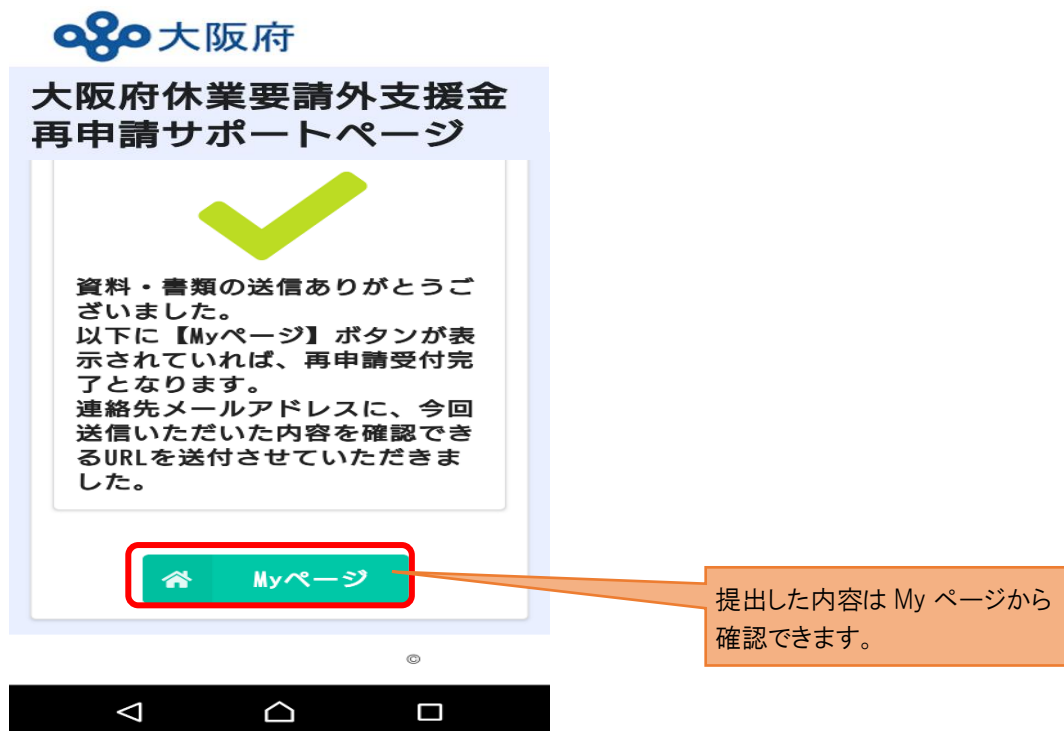 大阪府
大阪府休業要請外支援金
再申請サポートページ
資料・書類の送信ありがとうご
ざいました。
以下に【Myページ】ボタンが表
示されていれば、再申請受付完
了となります。
連絡先メールアドレスに、今回
送信いただいた内容を確認でき
るURLを送付させていただきま
した。
Myページ
提出した内容は My ページから
確認できます。
©